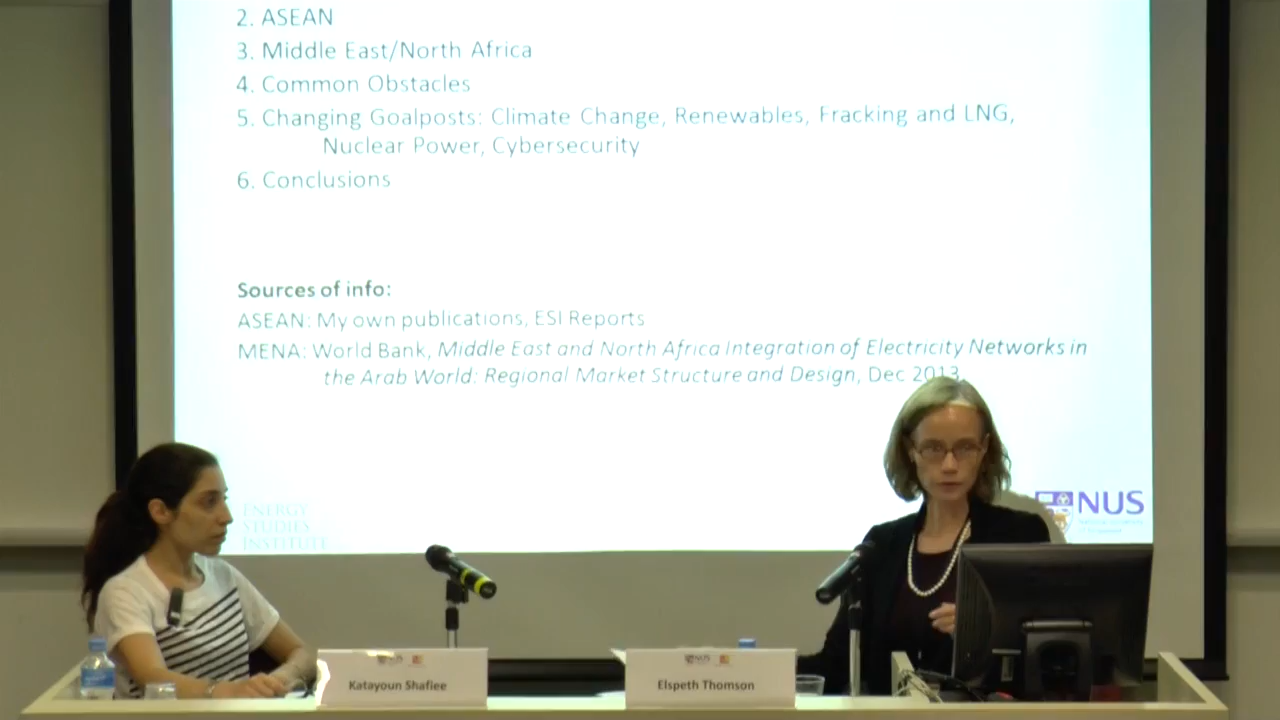 2. ASEAN
3. Middle East/North Africa
4. Common Obstacles
5. Changing Goalposts: Climate Change, Renewables, Fracking and LNG,
Nuclear Power, Cybersecurity
6. Conclusions
Sources of info:
ASEAN: My own publications, ESI Reports
MENA: World Bank, Middle East and North Africa Integration of Electricity Networks in
the Arab World: Regional Market Structure and Design, Dec 2013.
ENERGY
STUDIES
INSTITUTE
NUS
NUS
Katayoun Shafiee
NUS
Elspeth Thomson